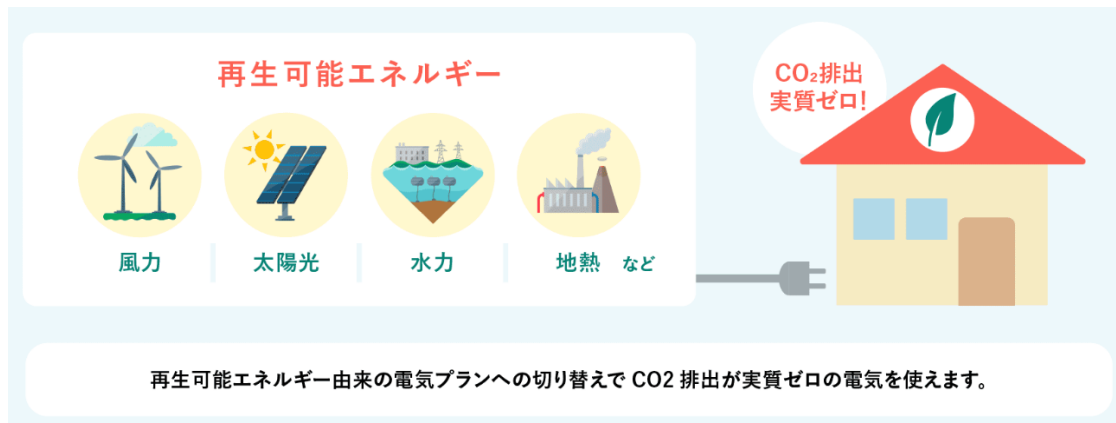 再生可能エネルギー
CO₂排出
実質ゼロ!
風力
太陽光
水力
地熱 など
再生可能エネルギー由来の電気プランへの切り替えで CO2 排出が実質ゼロの電気を使えます。